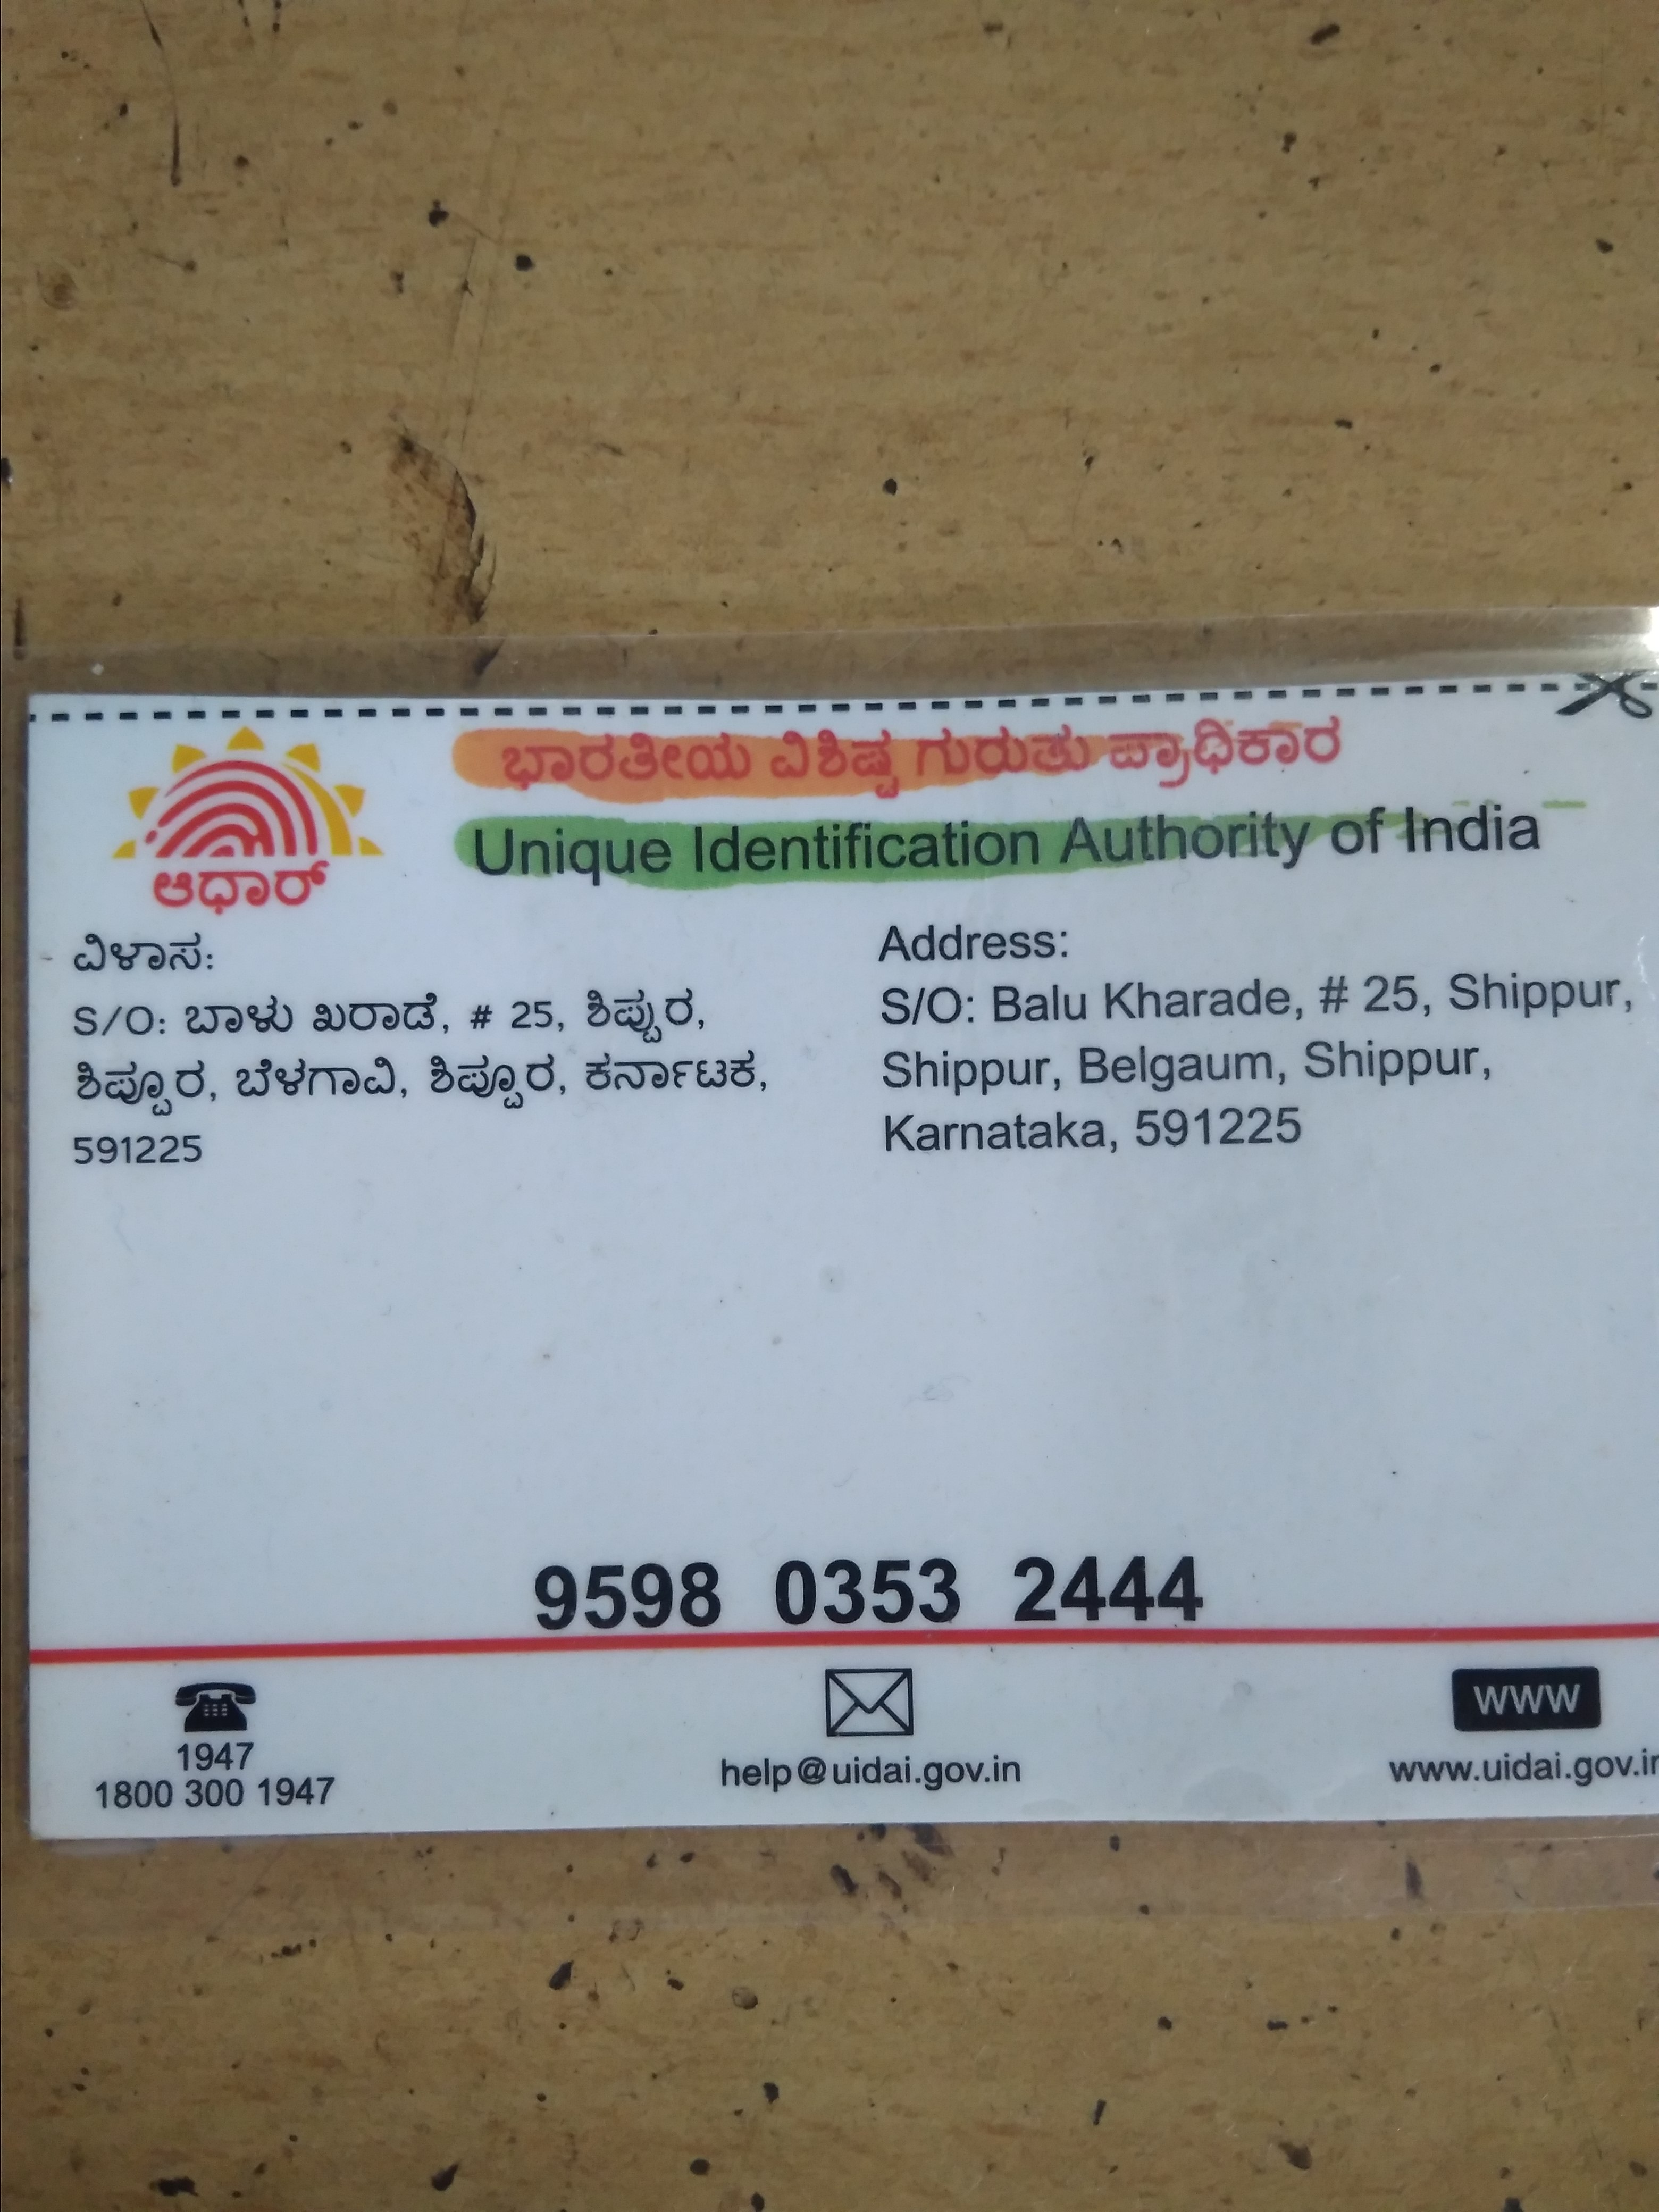 ಭಾರತೀಯ ವಿಶಿಷ್ಟ ಗುರುತು ಪ್ರಾಧಿಕಾರ
Unique Identification Authority of India
ಆಧಾರ್
ವಿಳಾಸ:
S/O: ಬಾಳು ಖರಾಡೆ, # 25, ಶಿಪ್ಪುರ,
ಶಿಪ್ಪೂರ, ಬೆಳಗಾವಿ, ಶಿಪ್ಪೂರ, ಕರ್ನಾಟಕ,
591225
Address:
S/O: Balu Kharade, # 25, Shippur,
Shippur, Belgaum, Shippur,
Karnataka, 591225
9598 0353 2444
1947
1800 300 1947
help@uidai.gov.in
WWW
www.uidai.gov.in